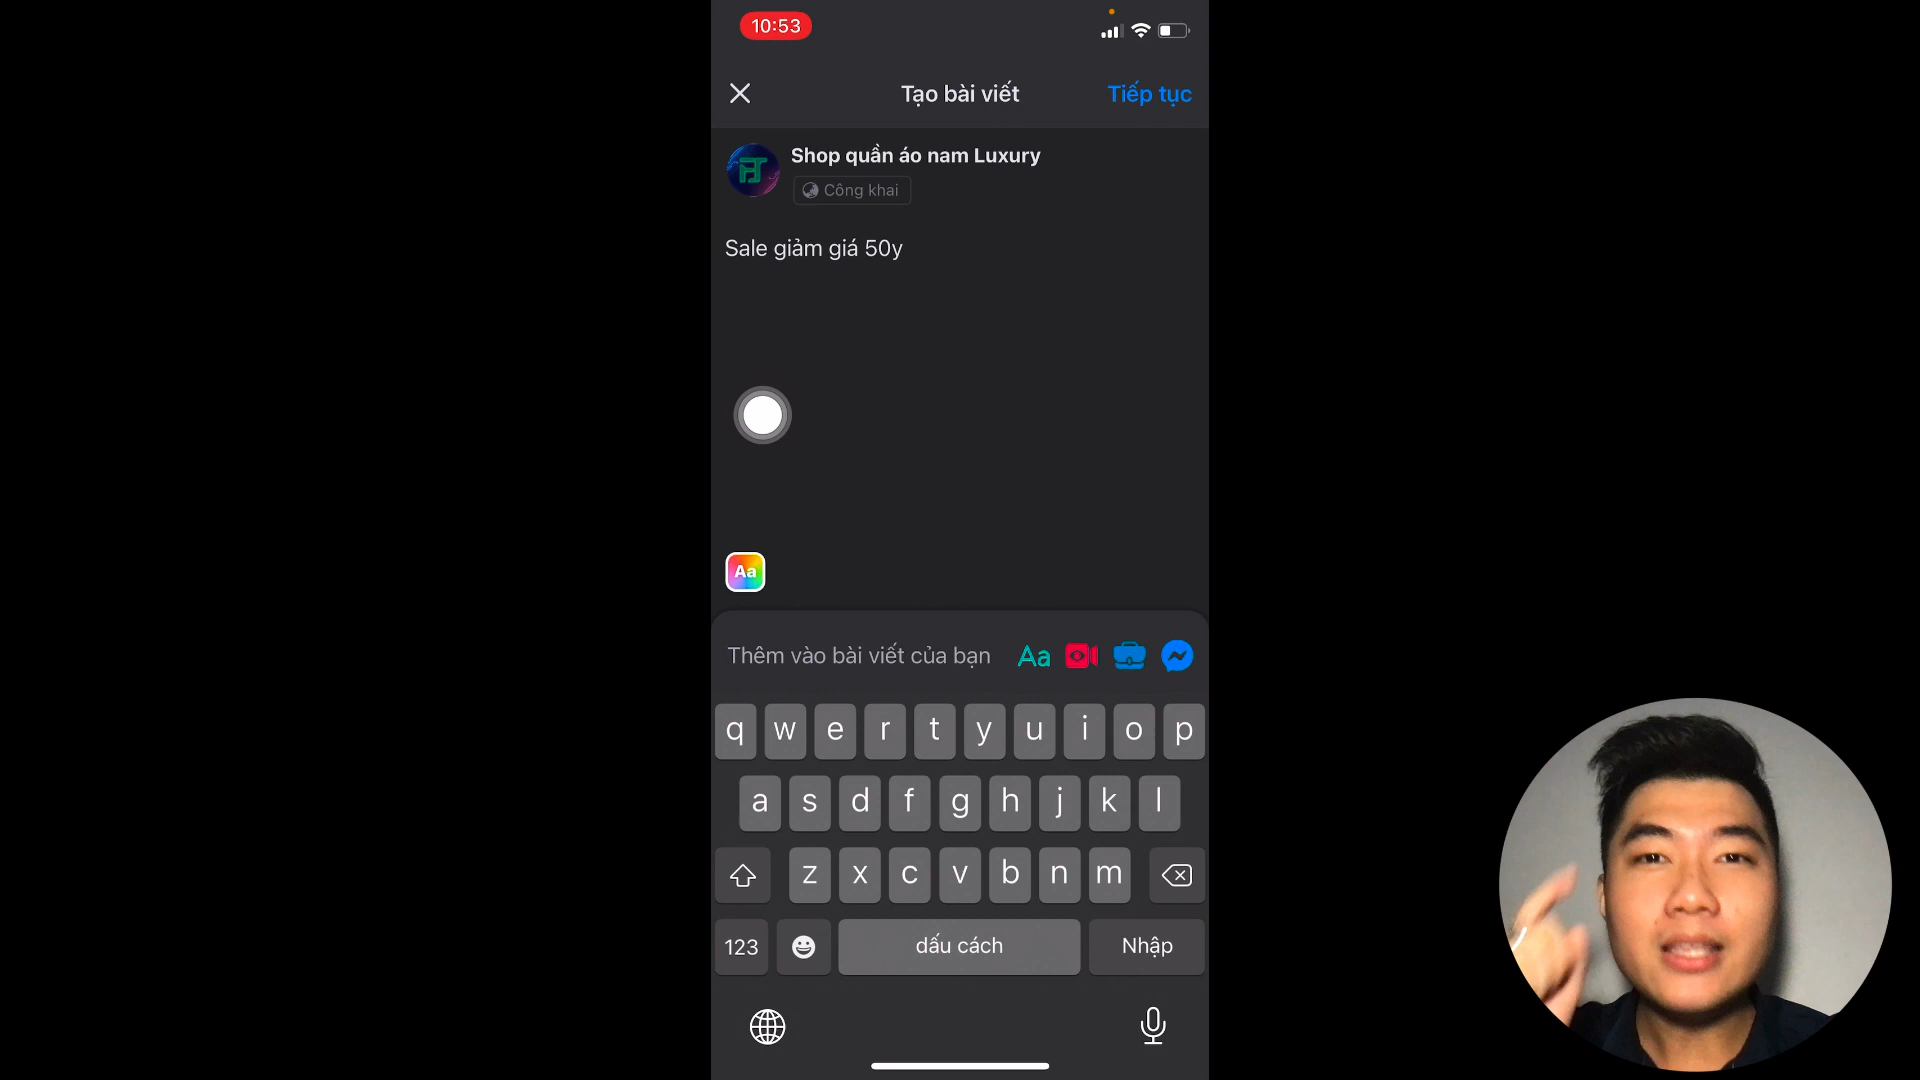 10:53
Tạo bài viết
Tiếp tục
Shop quần áo nam Luxury
Công khai
Sale giảm giá 50y
Aa
Thêm vào bài viết của bạn
Aa
q w e r t y u i o p
a s d f g h j k l
z x c v b n m
123
dấu cách
Nhập